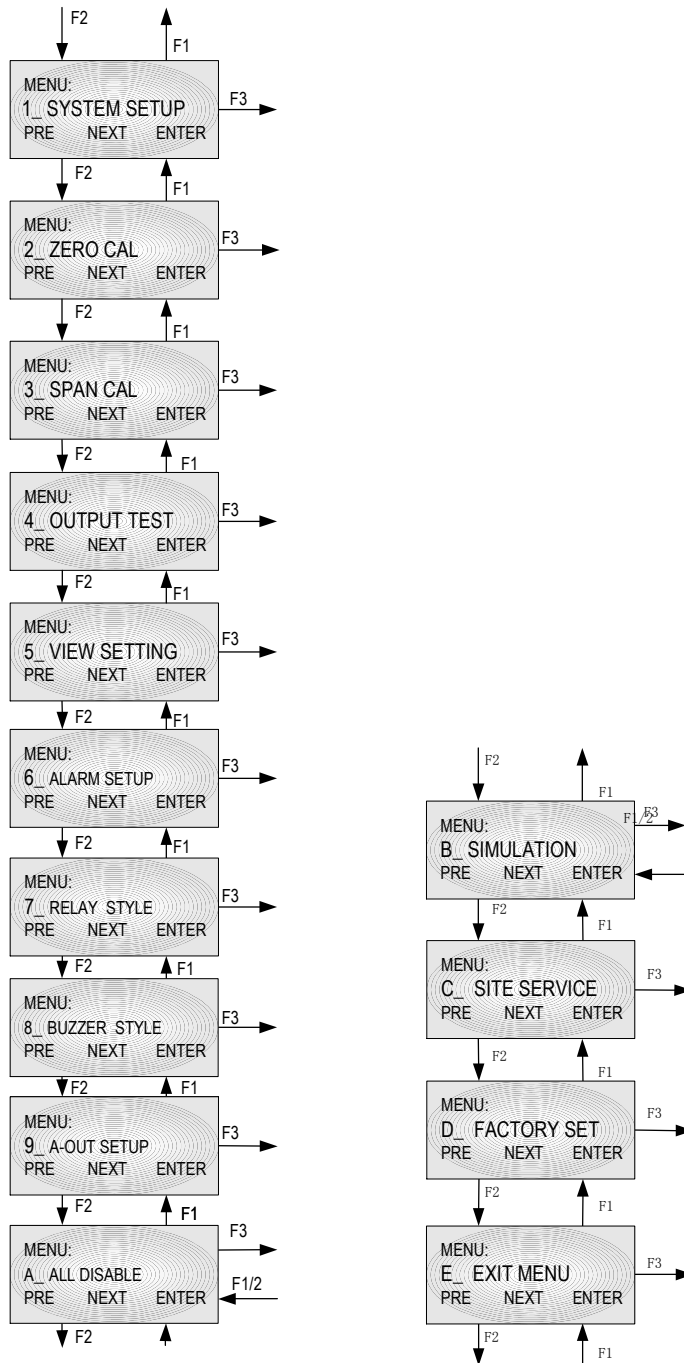 F2
F1
MENU:
1_ SYSTEM SETUP
F3
PRE NEXT ENTER
F2
F1
MENU:
2_ ZERO CAL
F3
PRE NEXT ENTER
F2
F1
MENU:
3_ SPAN CAL
F3
PRE NEXT ENTER
F2
F1
MENU:
4_ OUTPUT TEST
F3
PRE NEXT ENTER
F2
F1
MENU:
5_ VIEW SETTING
F3
PRE NEXT ENTER
F2
F1
MENU:
6_ ALARM SETUP
F3
PRE NEXT ENTER
F2
F1
MENU:
7_ RELAY STYLE
F3
PRE NEXT ENTER
F2
F1
MENU:
8_ BUZZER STYLE
F3
PRE NEXT ENTER
F2
F1
MENU:
9_ A-OUT SETUP
F3
PRE NEXT ENTER
F2
F1
MENU:
F3
A_ ALL DISABLE
F1/2
PRE NEXT ENTER
F2
F2
F1
F1/2
F3
MENU:
B_ SIMULATION
PRE NEXT ENTER
F2
F1
MENU:
C_ SITE SERVICE
F3
PRE NEXT ENTER
F2
F1
MENU:
D_ FACTORY SET
F3
PRE NEXT ENTER
F2
F1
MENU:
E_ EXIT MENU
F3
PRE NEXT ENTER
F2
F1